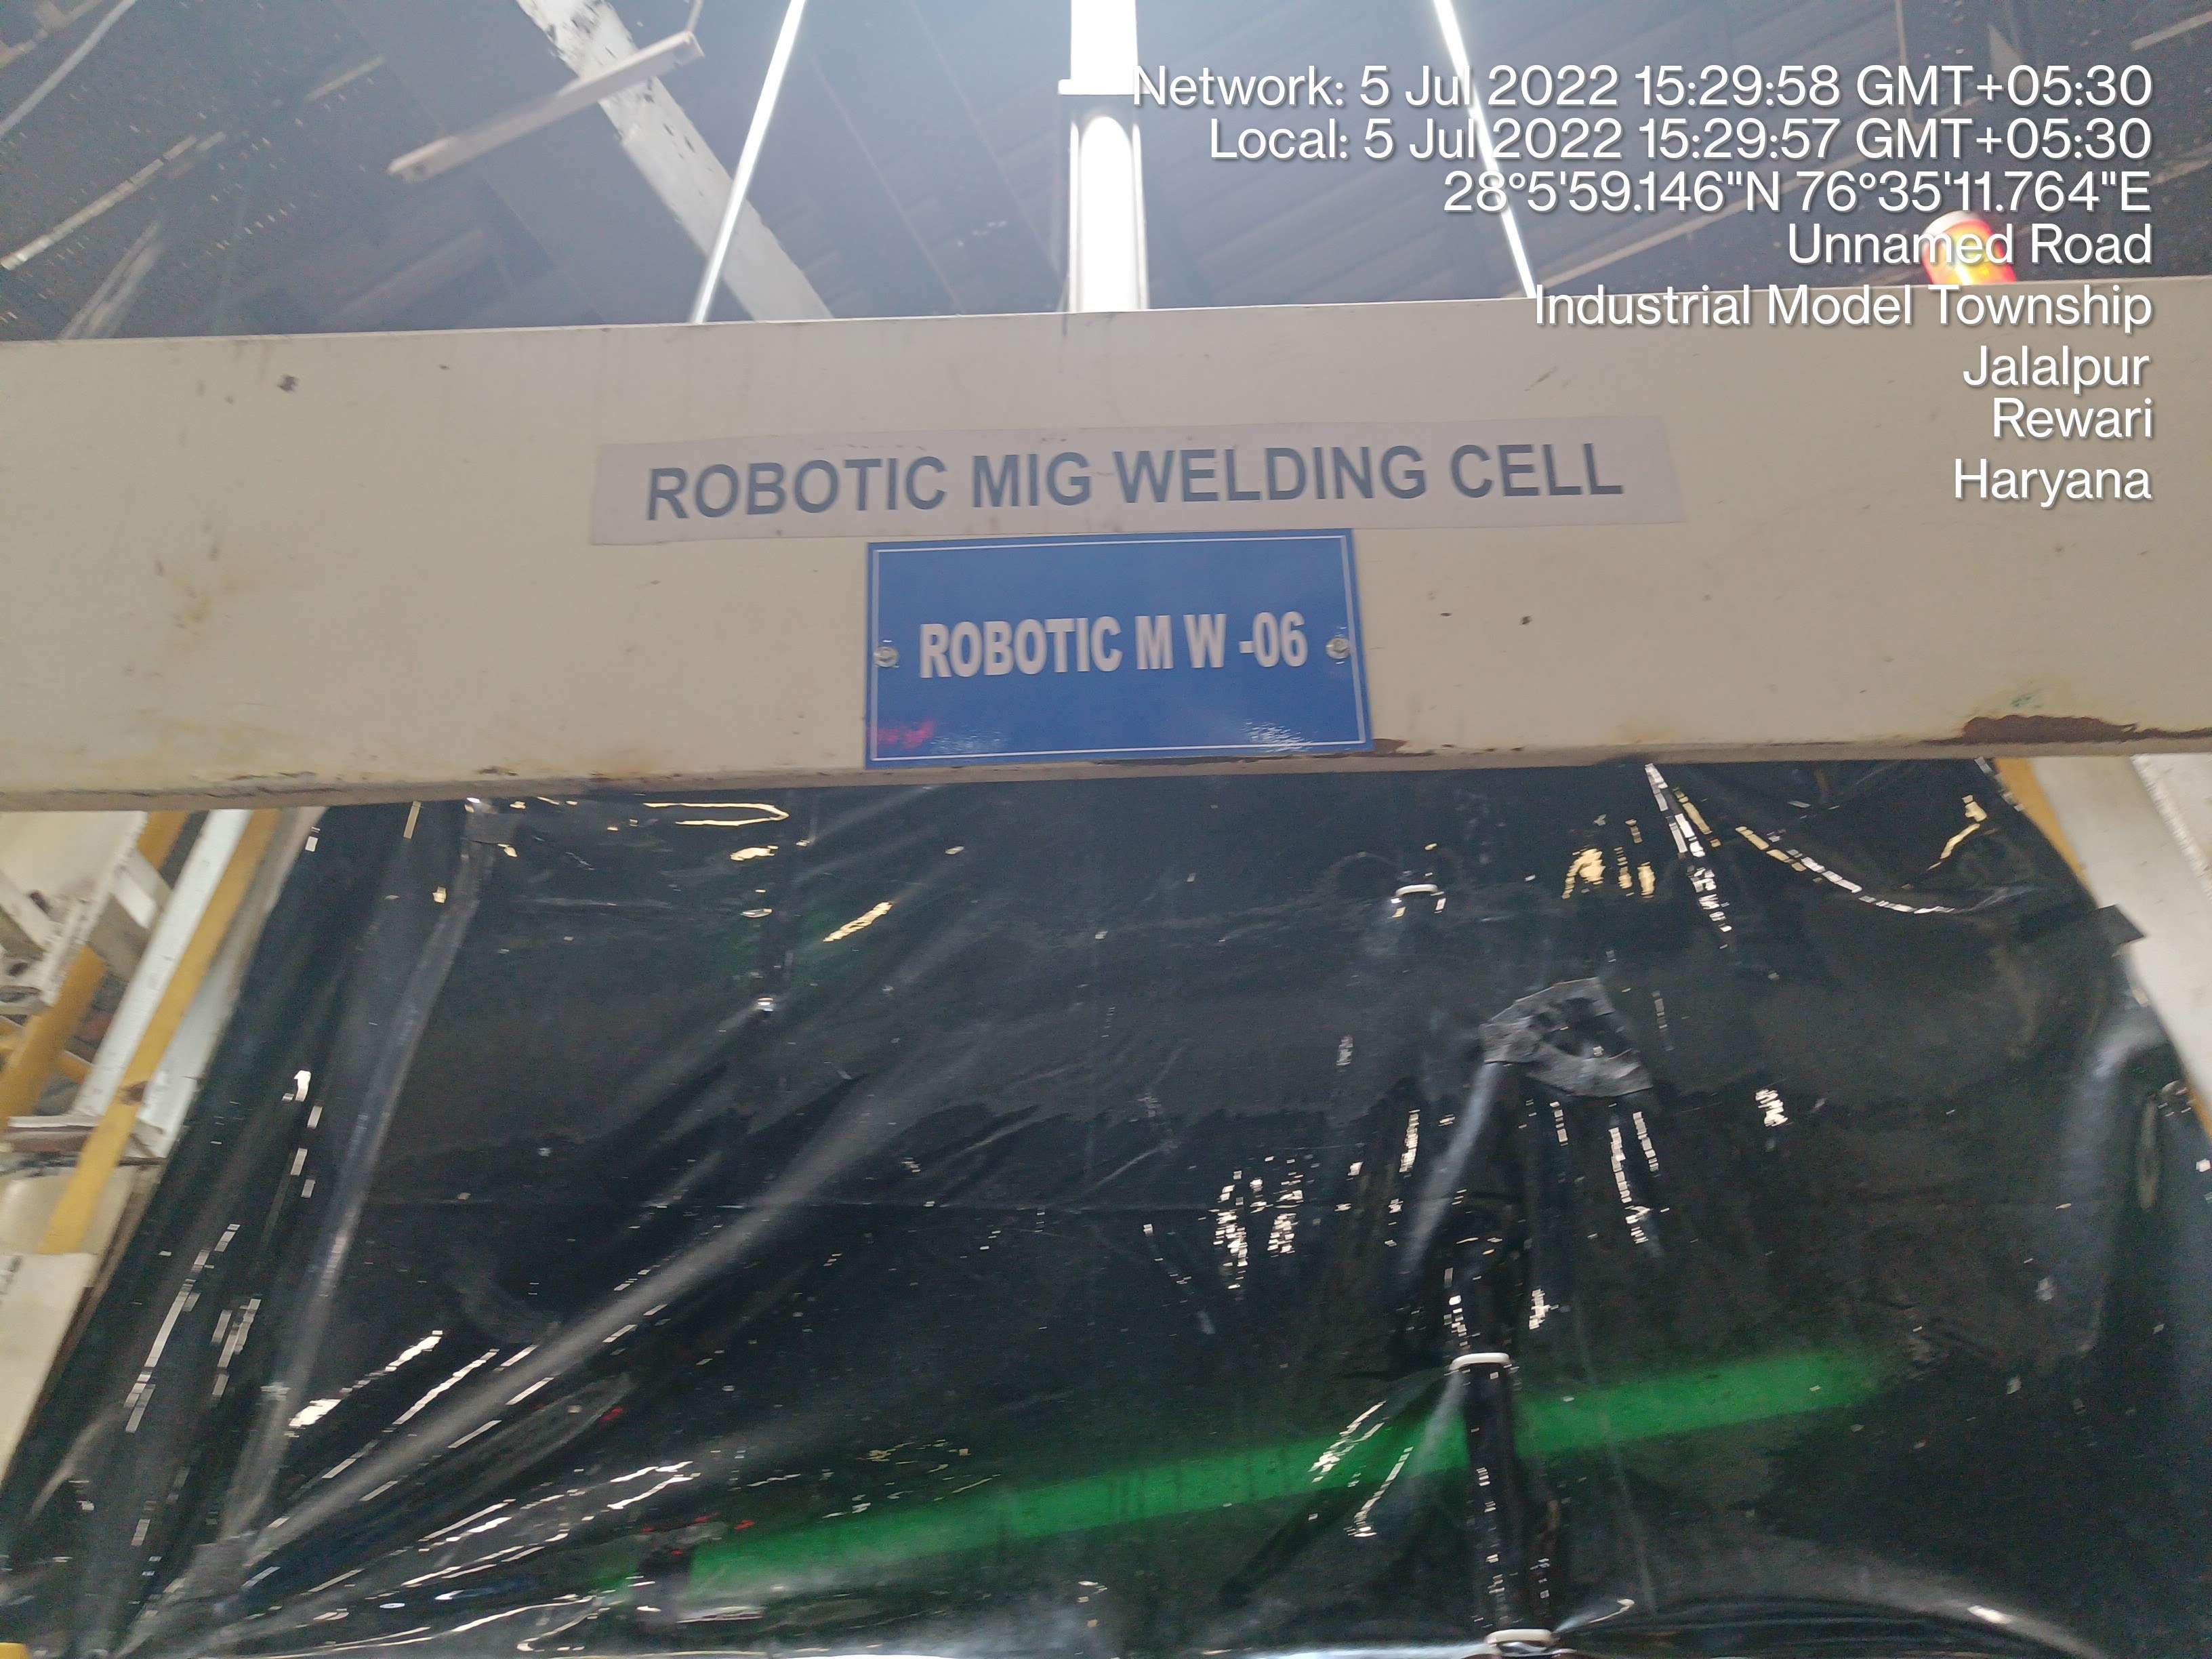 Network: 5 Jul 2022 15:29:58 GMT+05:30
Local: 5 Jul 2022 15:29:57 GMT+05:30
28°5'59.146"N 76°35'11.764"E
Unnamed Road
Industrial Model Township
Jalalpur
Rewari
Haryana
ROBOTIC MIG WELDING CELL
ROBOTIC M W -06